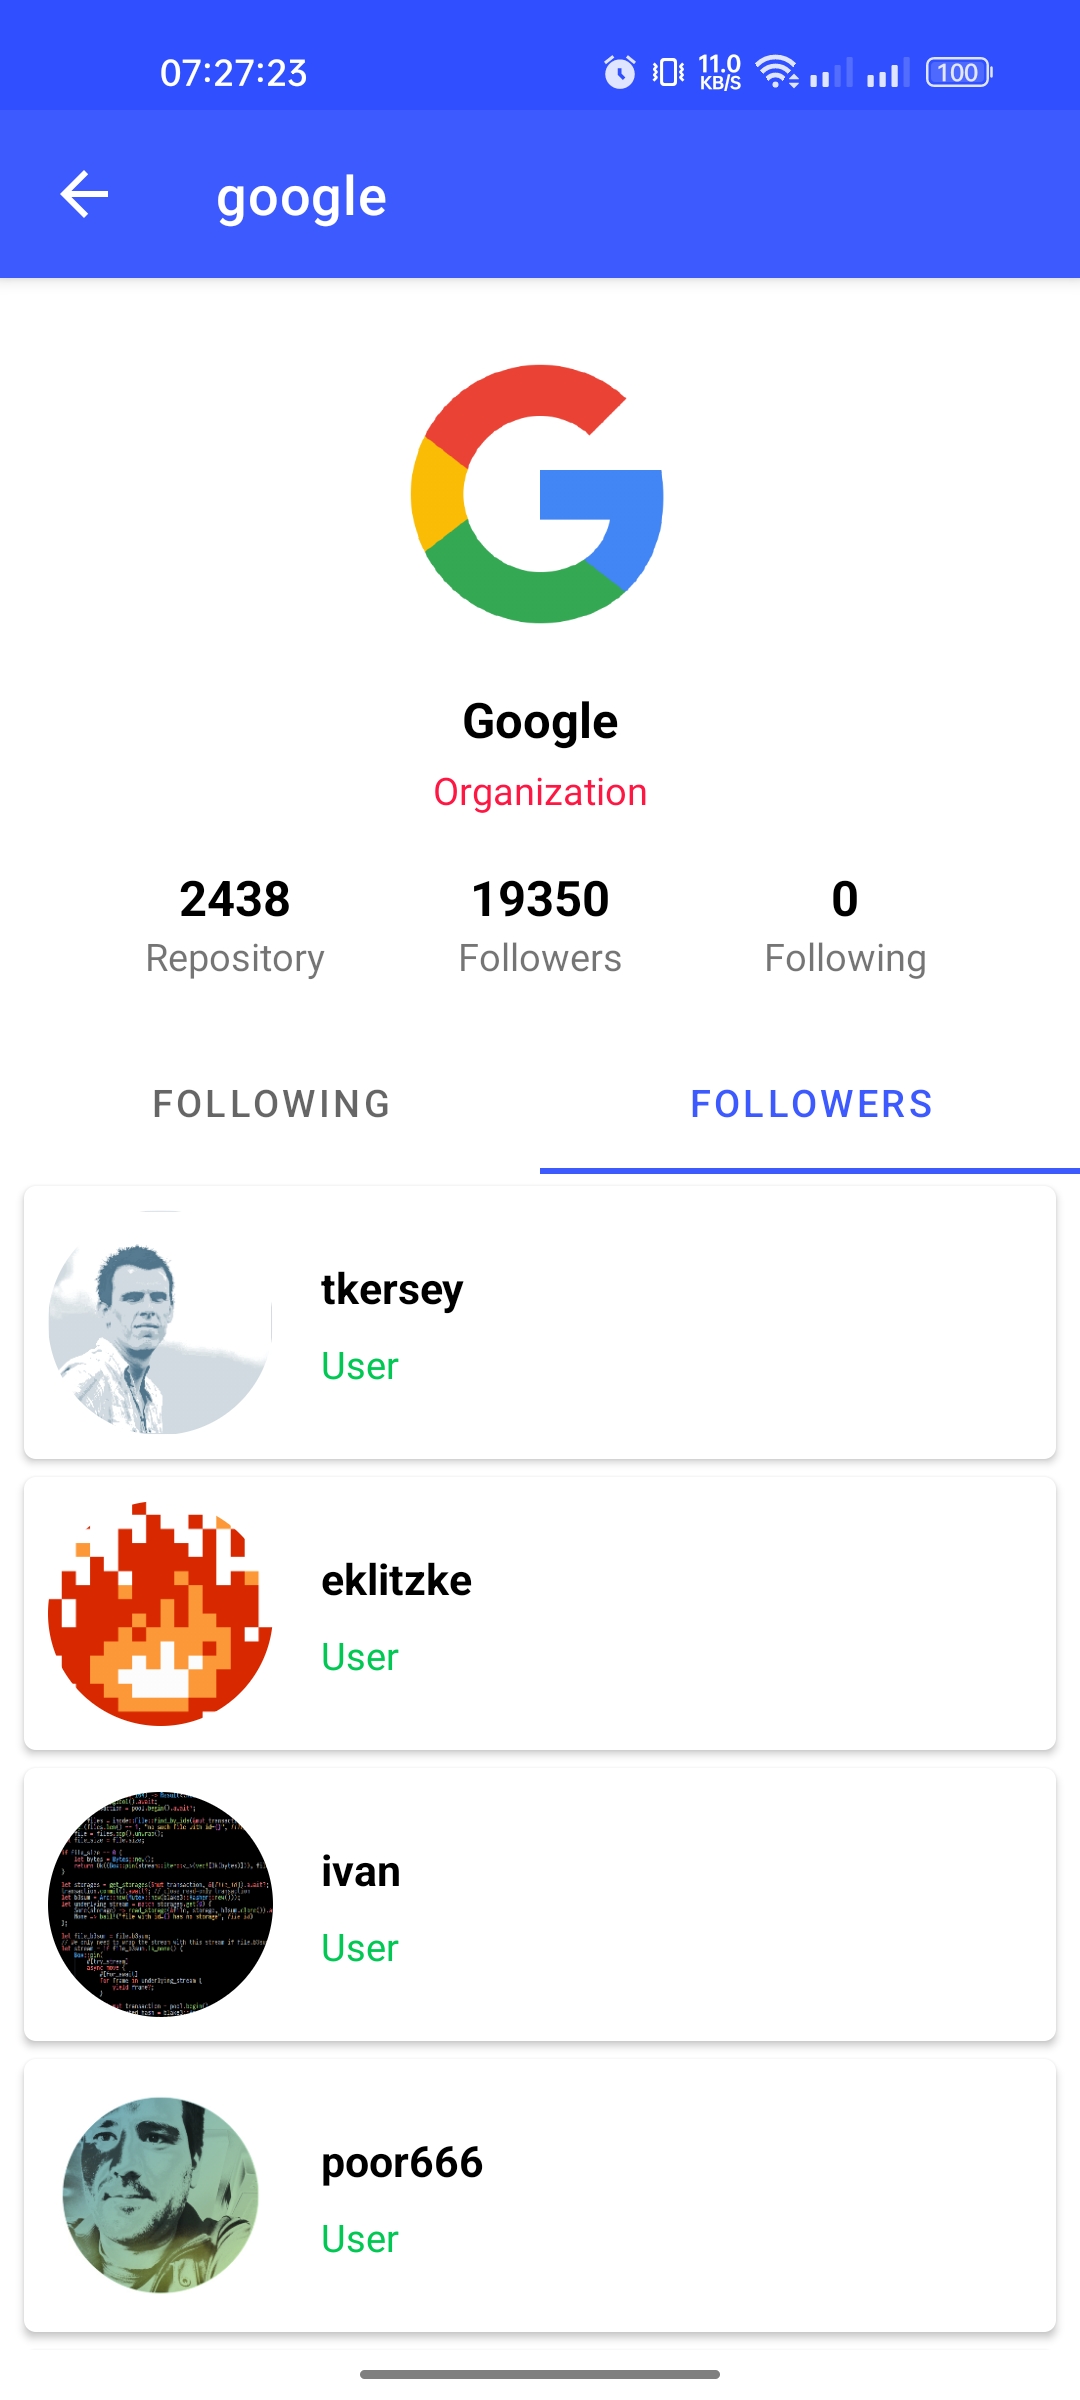 07:27:23
11.0
KB/S
100
google
Google
Organization
2438 19350 0
Repository Followers Following
FOLLOWING FOLLOWERS
tkersey
User
eklitzke
User
ivan
User
poor666
User